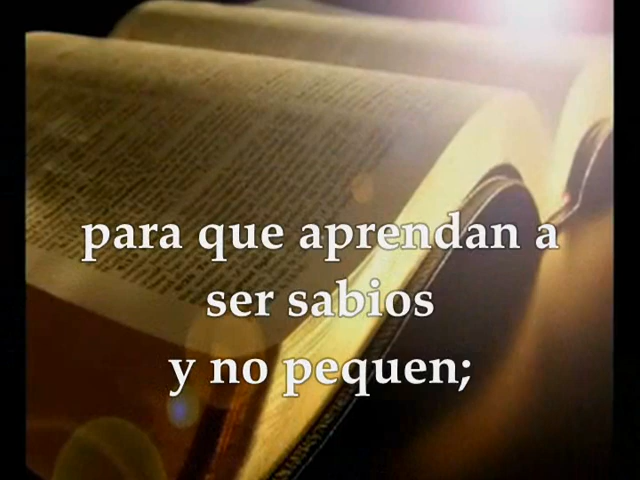 para que aprendan a
ser sabios
y no pequen;